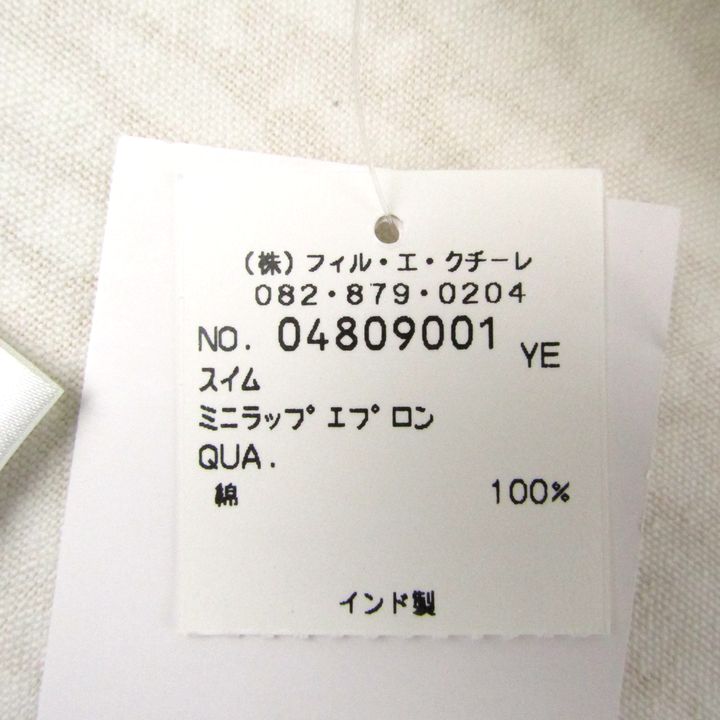 (株)フィル・エ・クチーレ
082・879・0204
NO. 04809001 YE
スイム
ミニラップ エプロン
QUA.
綿 100%
インド製